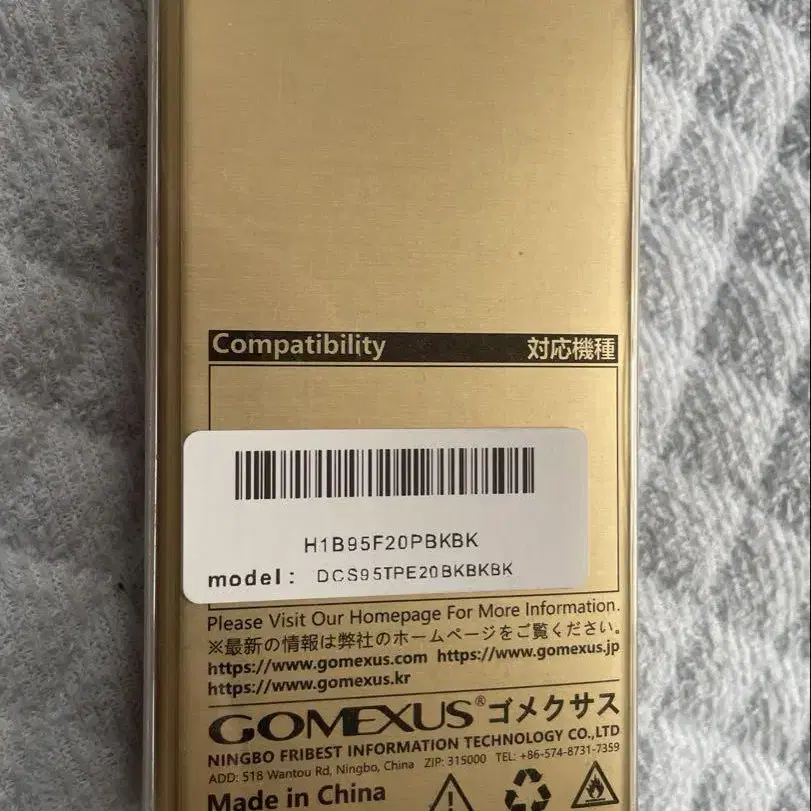 Compatibility 対応機種
H1B95F20PBKBK
model: DCS95TPE20BKBKBK
Please Visit Our Homepage For More Information.
※最新の情報は弊社のホームページをご覧ください。
https://www.gomexus.com https://www.gomexus.jp
https://www.gomexus.kr
GOMEXUS® ゴメクサス
NINGBO FRIBEST INFORMATION TECHNOLOGY CO.,LTD
ADD: 518 Wantou Rd, Ningbo, China ZIP: 315000 TEL: +86-574-8731-7359
Made in China